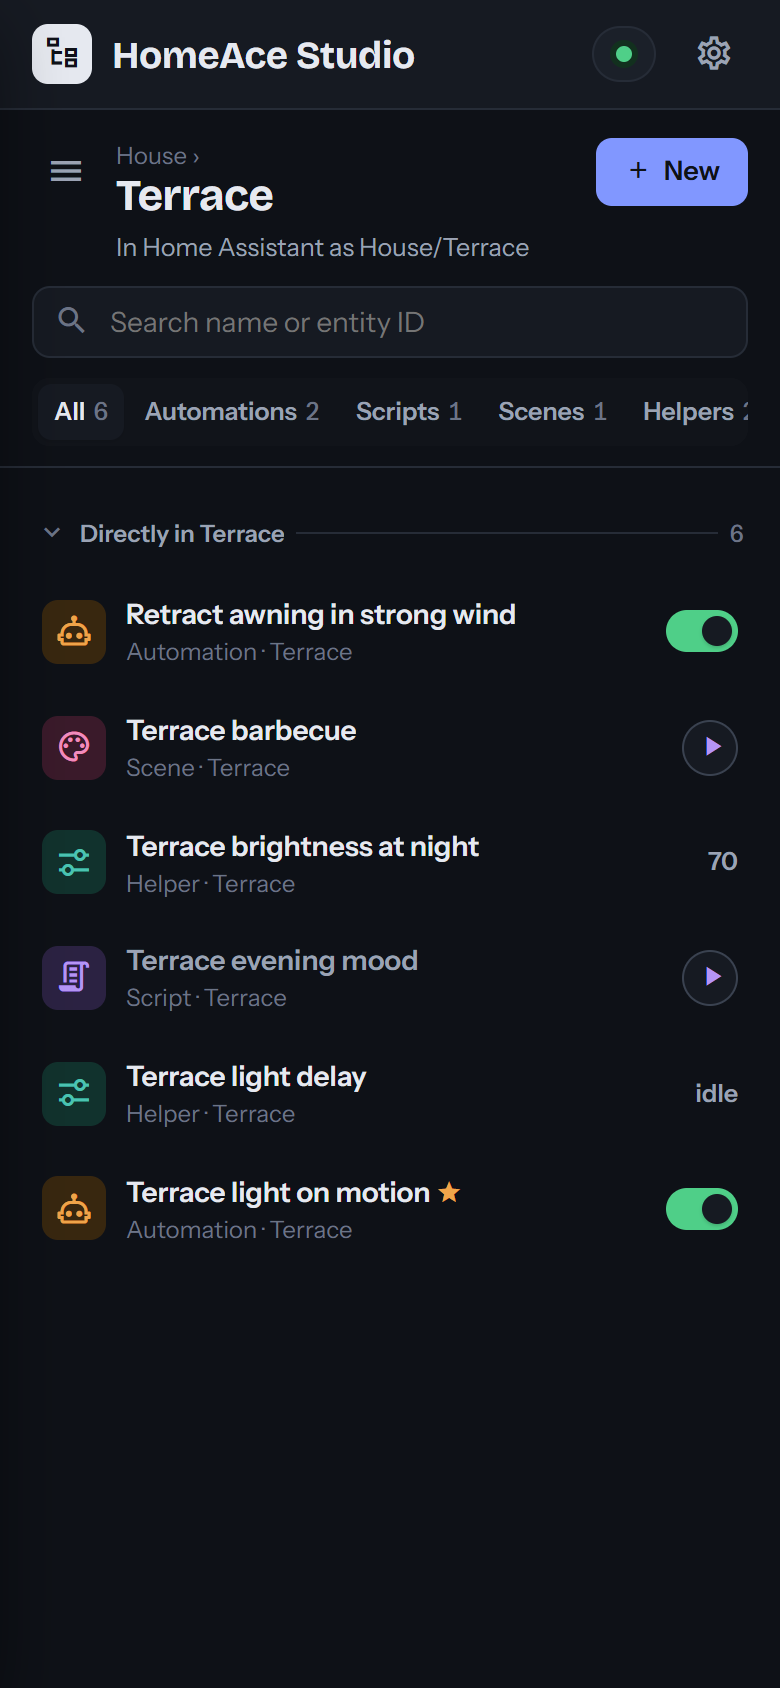 HomeAce Studio
House ›
Terrace
+ New
In Home Assistant as House/Terrace
Search name or entity ID
All 6 Automations 2 Scripts 1 Scenes 1 Helpers
Directly in Terrace 6
Retract awning in strong wind
Automation · Terrace
Terrace barbecue
Scene · Terrace
Terrace brightness at night
Helper · Terrace
70
Terrace evening mood
Script · Terrace
Terrace light delay
Helper · Terrace
idle
Terrace light on motion
Automation · Terrace